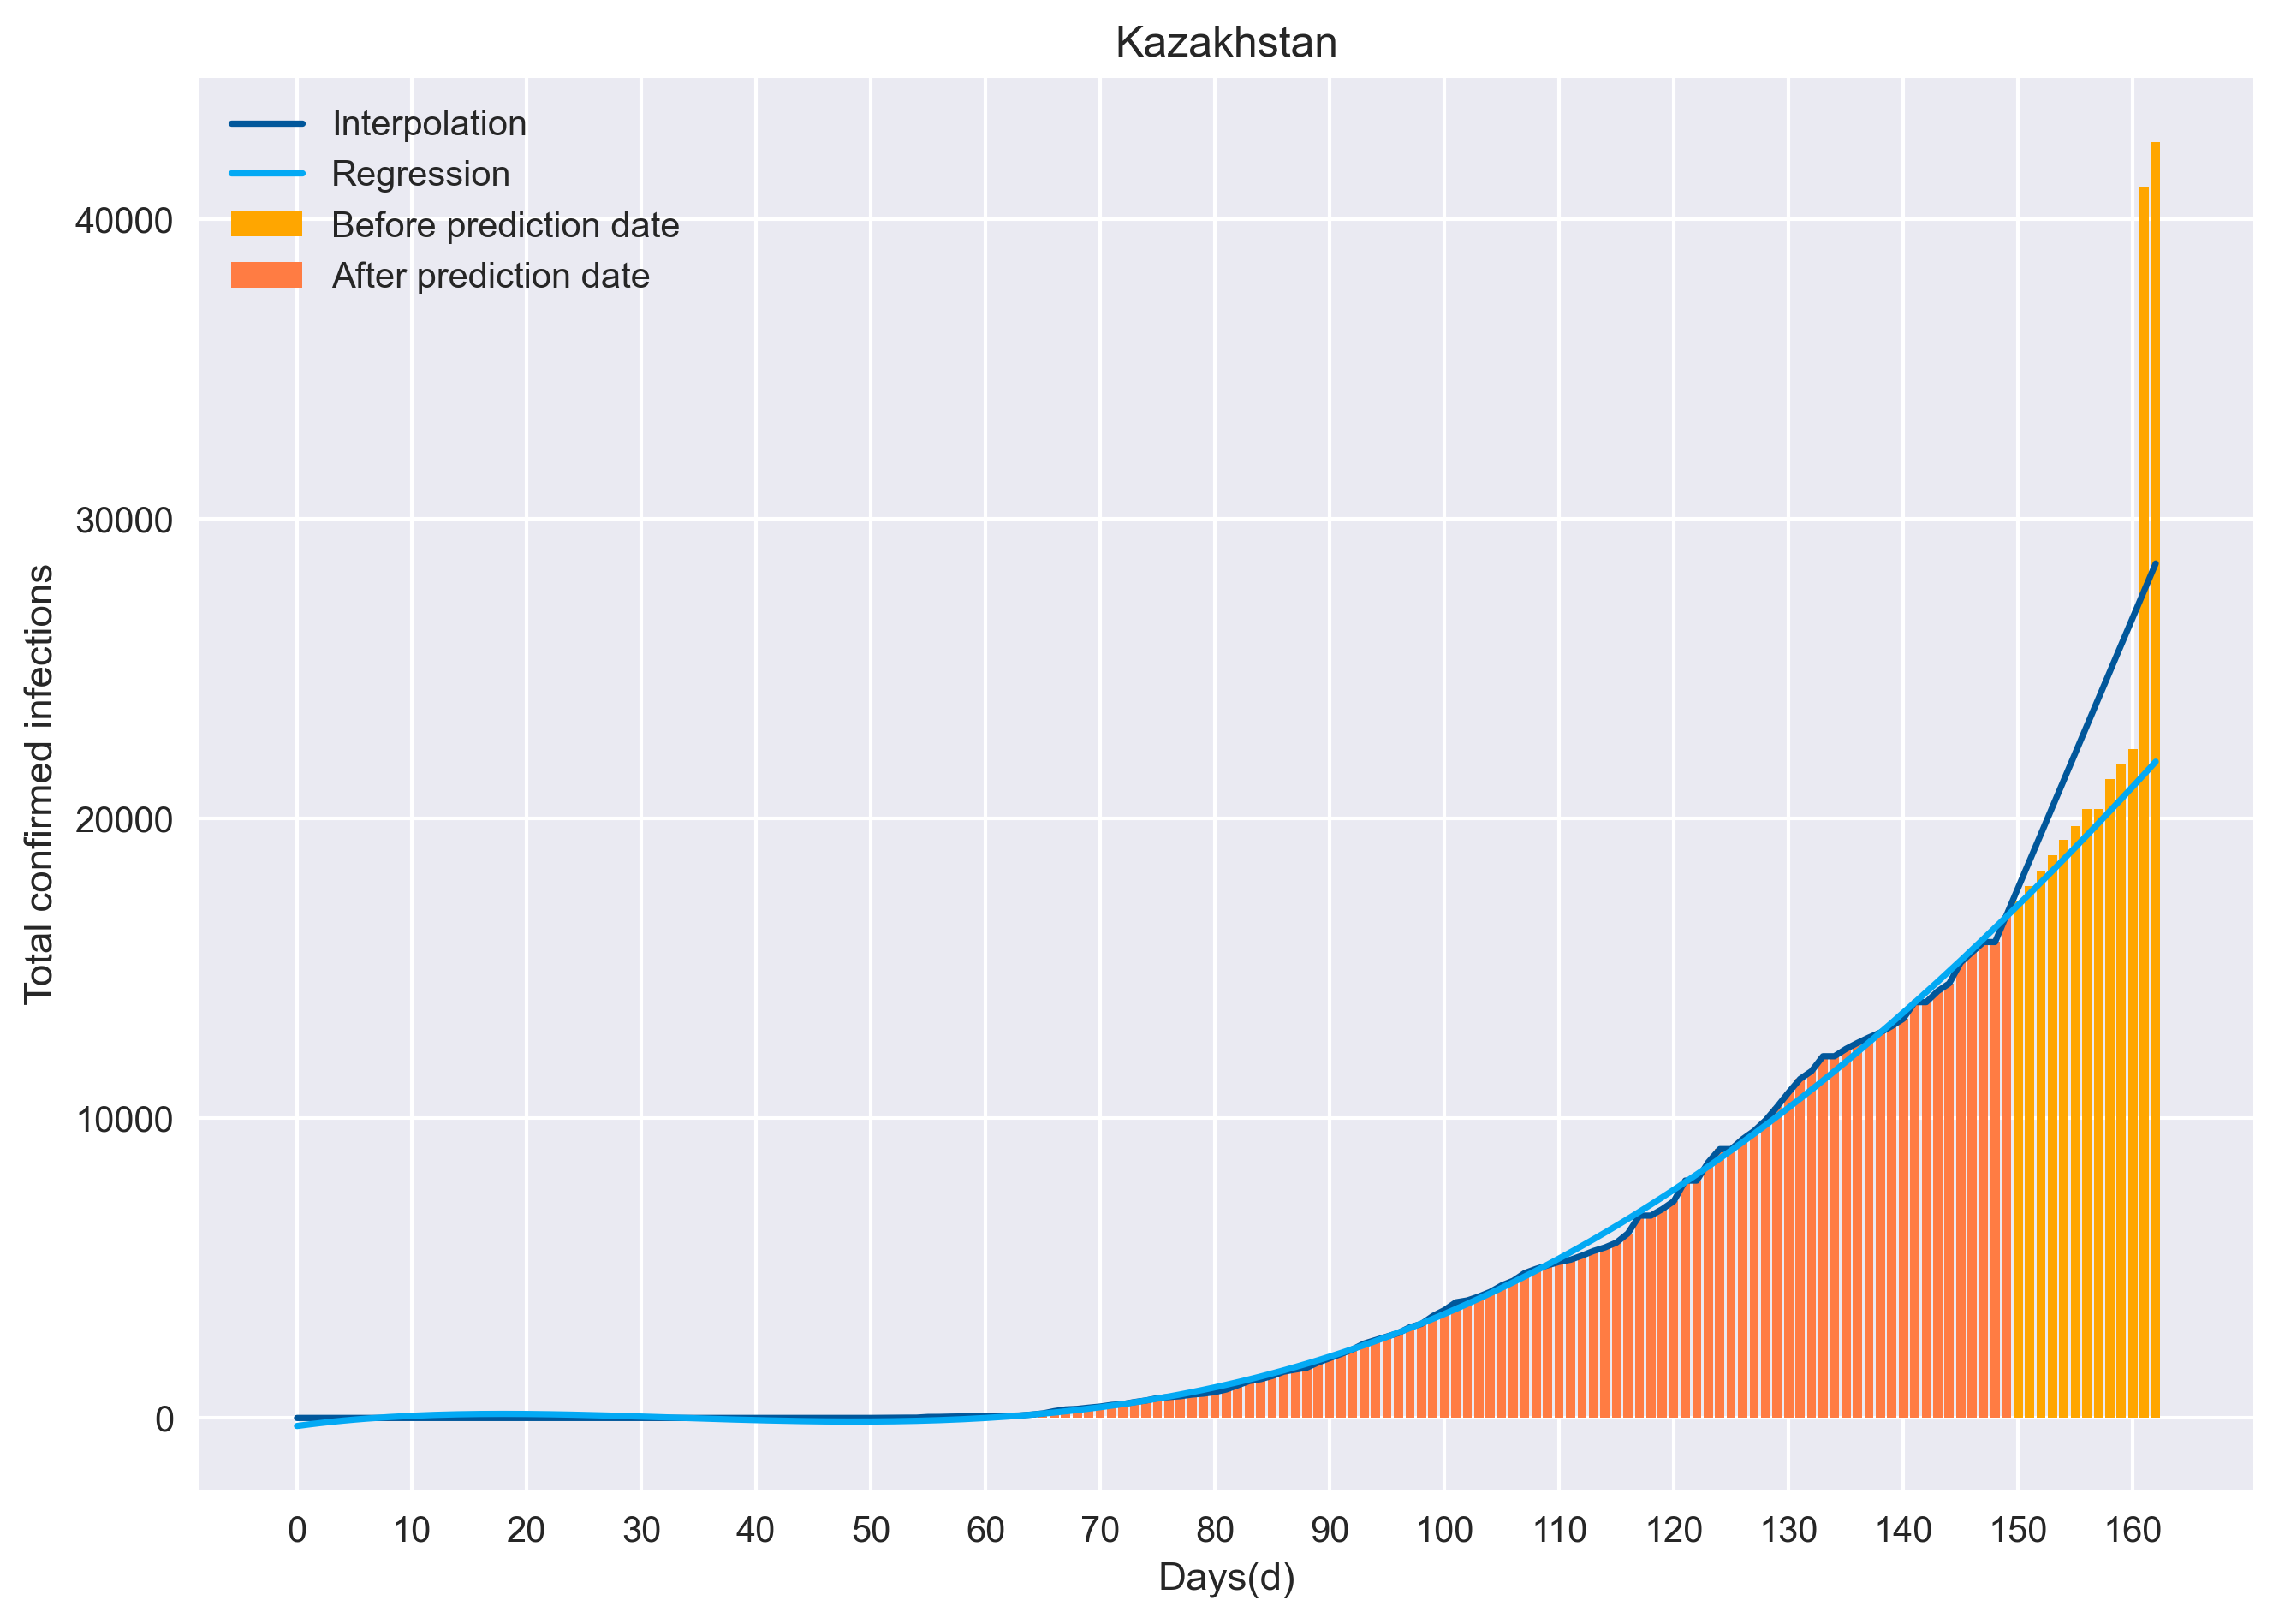 Kazakhstan
Interpolation
Regression
Before prediction date
After prediction date
Total confirmed infections
40000
30000
20000
10000
0
0 10 20 30 40 50 60 70 80 90 100 110 120 130 140 150 160
Days(d)